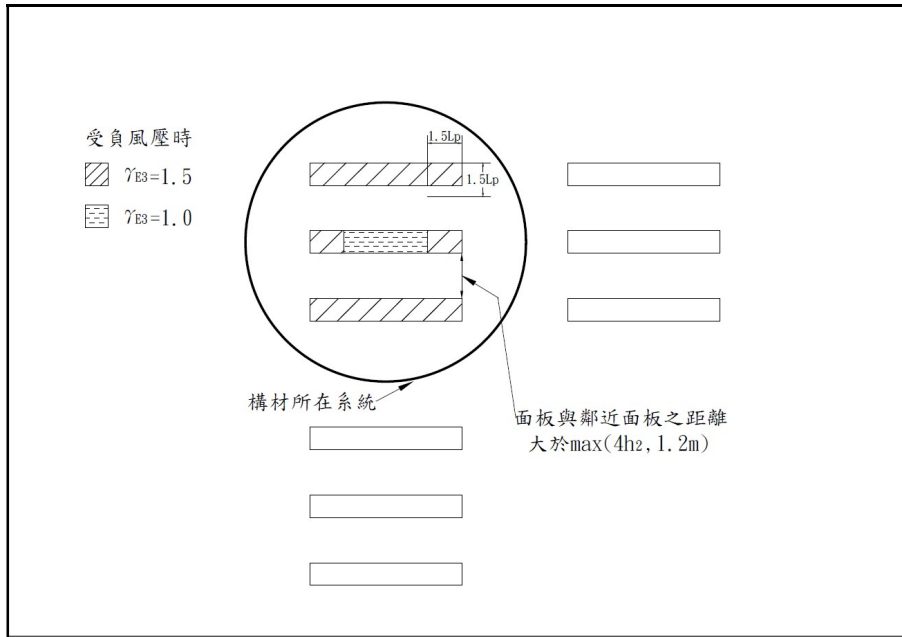 受負風壓時
γE3=1.5
γE3=1.0
1.5Lp
1.5Lp
構材所在系統
面板與鄰近面板之距離
大於max(4h2,1.2m)